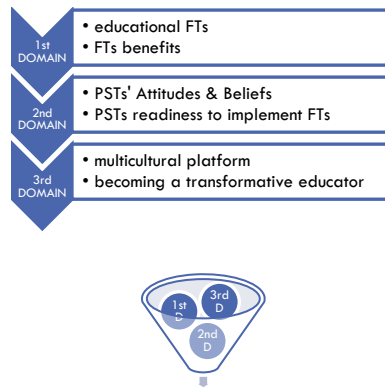 1st
DOMAIN
• educational FTs
• FTs benefits
2nd
DOMAIN
• PSTs' Attitudes & Beliefs
• PSTs readiness to implement FTs
3rd
DOMAIN
• multicultural platform
• becoming a transformative educator
1st
D
3rd
D
2nd
D